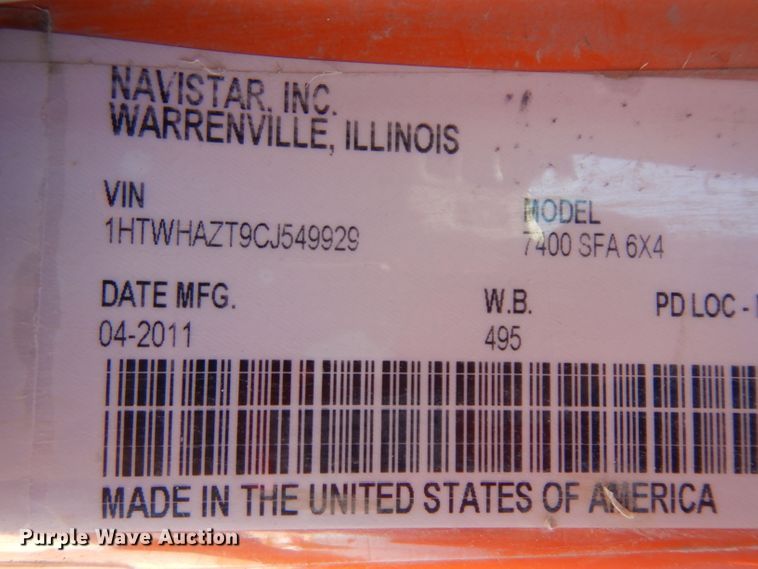 NAVISTAR, INC.
WARRENVILLE, ILLINOIS
VIN
1HTWHAZT9CJ549929
MODEL
7400 SFA 6X4
DATE MFG.
04-2011
W.B.
495
PD LOC -
MADE IN THE UNITED STATES OF AMERICA
Purple Wave Auction